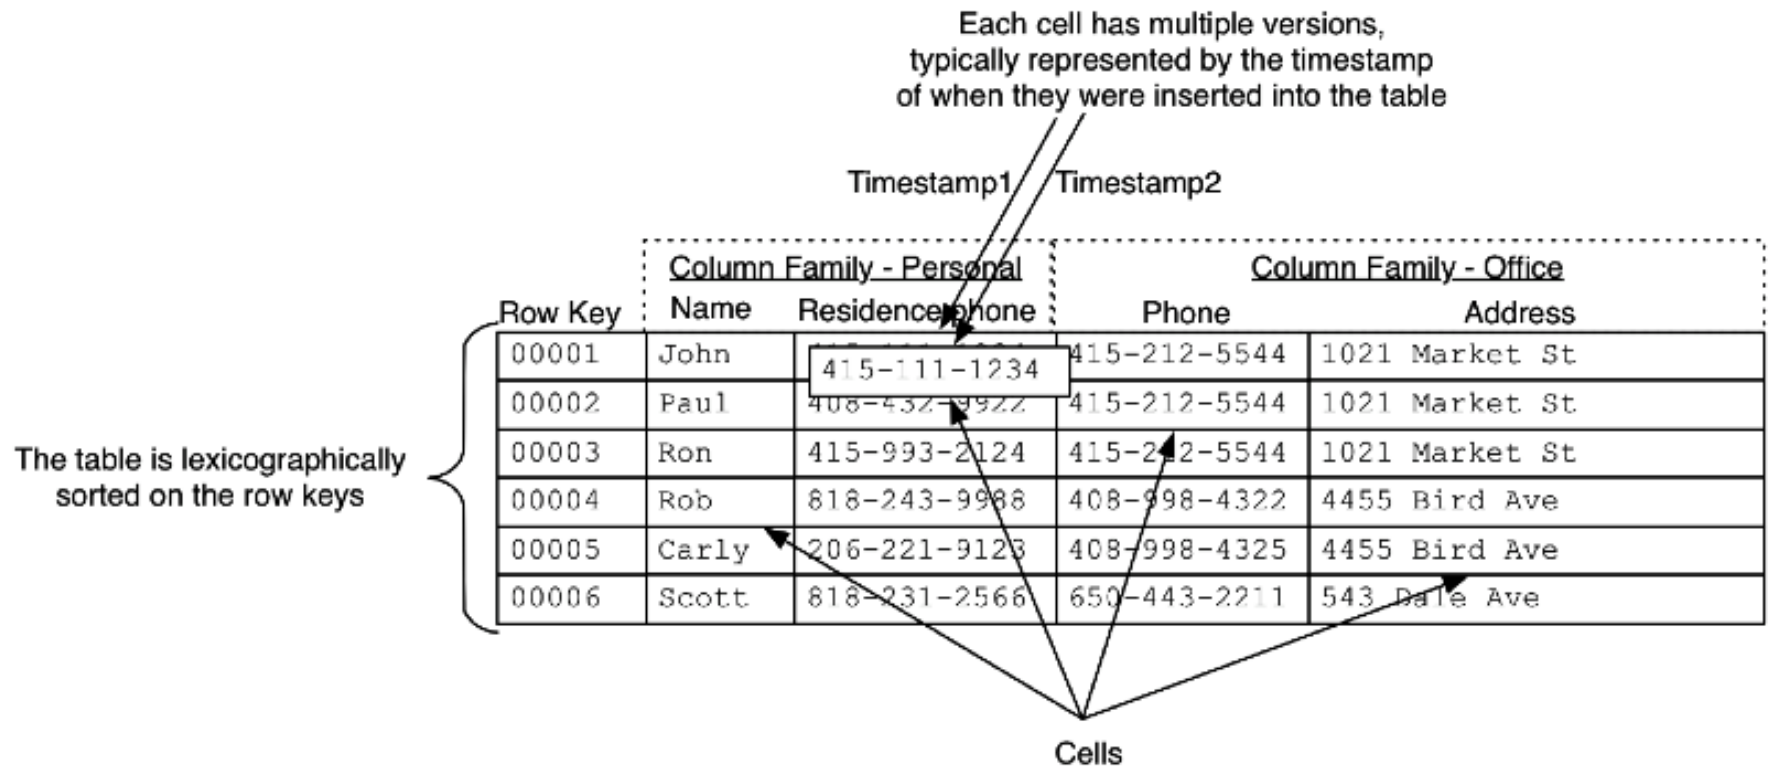 Each cell has multiple versions,
typically represented by the timestamp
of when they were inserted into the table
Timestamp1 Timestamp2
Column Family - Personal Column Family - Office
Row Key Name Residence phone Phone Address
00001 John 415-111-1234 415-212-5544 1021 Market St
00002 Paul 408-432-9922 415-212-5544 1021 Market St
00003 Ron 415-993-2124 415-212-5544 1021 Market St
00004 Rob 818-243-9988 408-998-4322 4455 Bird Ave
00005 Carly 206-221-9123 408-998-4325 4455 Bird Ave
00006 Scott 818-231-2566 650-443-2211 543 Dale Ave
The table is lexicographically
sorted on the row keys
Cells